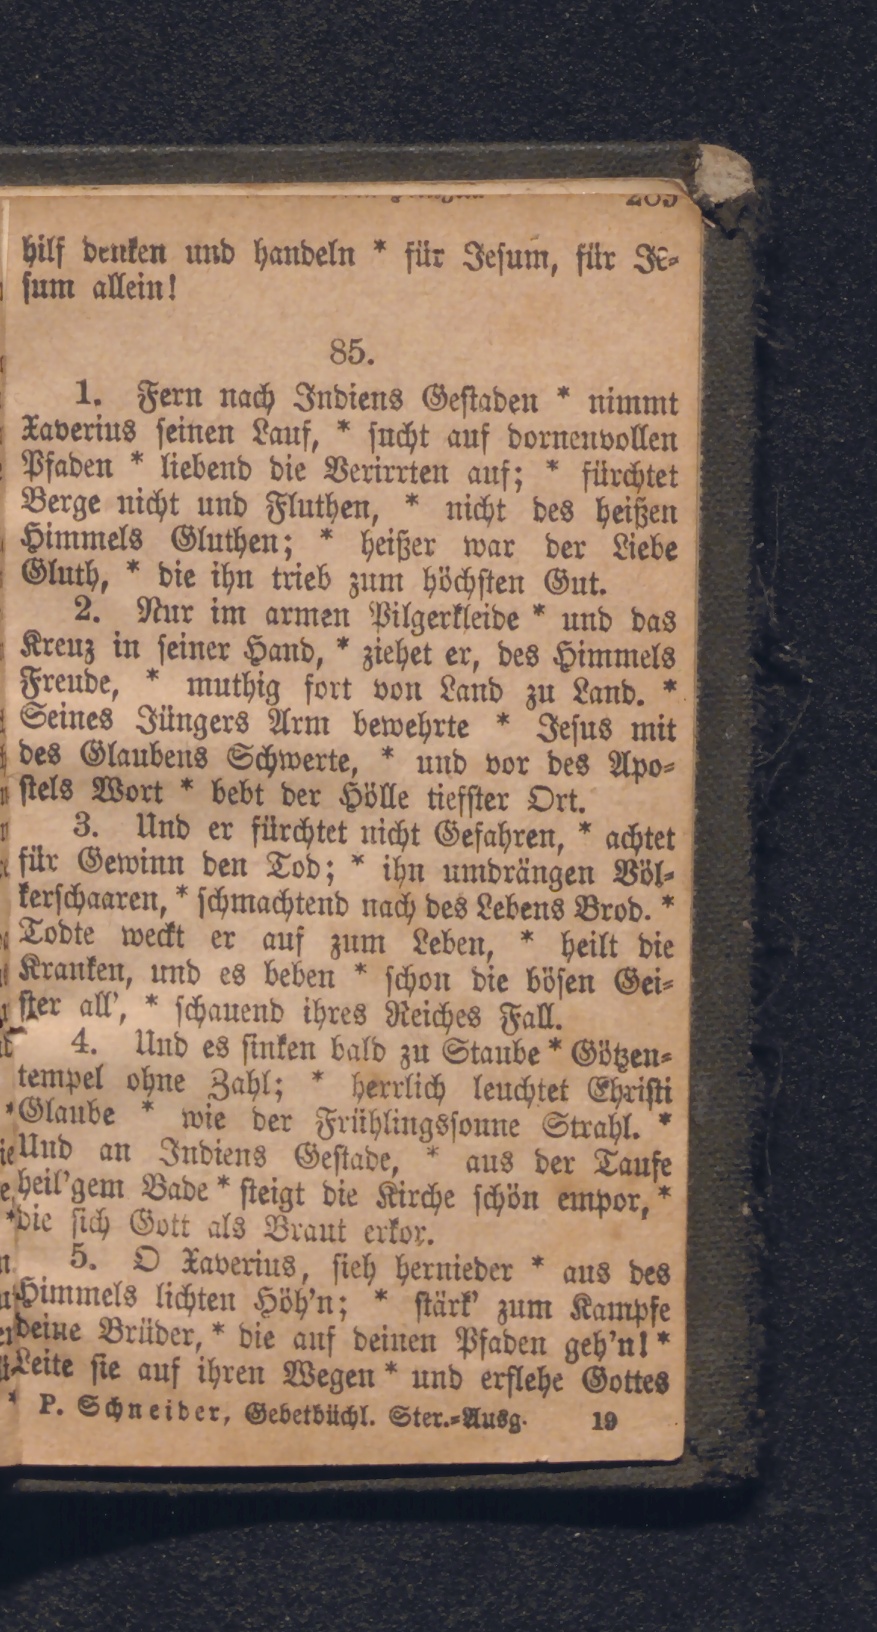 289
hilf denken und handeln * für Jesum, für Je-
sum allein!
85.
1. Fern nach Indiens Gestaden * nimmt
Xaverius seinen Lauf, * sucht auf dornenvollen
Pfaden * liebend die Verirrten auf; * fürchtet
Berge nicht und Fluthen, * nicht des heißen
Himmels Gluthen; * heißer war der Liebe
Gluth, * die ihn trieb zum höchsten Gut.
2. Nur im armen Pilgerkleide * und das
Kreuz in seiner Hand, * ziehet er, des Himmels
Freude, * muthig fort von Land zu Land. *
Seines Jüngers Arm bewehrte * Jesus mit
des Glaubens Schwerte, * und vor des Apo-
stels Wort * bebt der Hölle tiefster Ort.
3. Und er fürchtet nicht Gefahren, * achtet
für Gewinn den Tod; * ihn umdrängen Völ-
kerschaaren, * schmachtend nach des Lebens Brod. *
Todte weckt er auf zum Leben, * heilt die
Kranken, und es beben * schon die bösen Gei-
ster all', * schauend ihres Reiches Fall.
4. Und es sinken bald zu Staube * Götzen-
tempel ohne Zahl; * herrlich leuchtet Christi
Glaube * wie der Frühlingssonne Strahl. *
Und an Indiens Gestade, * aus der Taufe
heil'gem Bade * steigt die Kirche schön empor, *
die sich Gott als Braut erkor.
5. O Xaverius, sieh hernieder * aus des
Himmels lichten Höh'n; * stärk' zum Kampfe
deine Brüder, * die auf deinen Pfaden geh'n! *
Leite sie auf ihren Wegen * und erflehe Gottes
P. Schneider, Gebetbüchl. Ster.-Ausg. 19